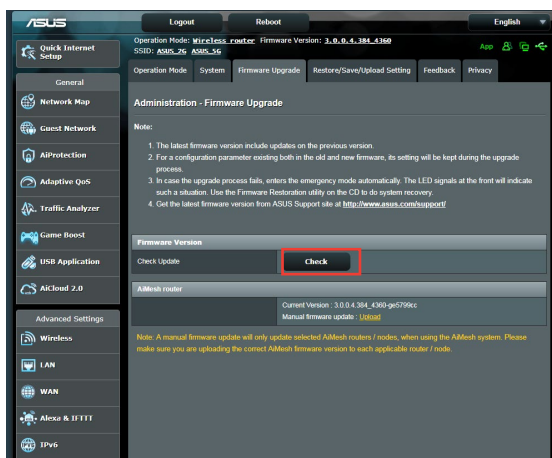 ASUS
Logout
Reboot
English
Operation Mode: Wireless router Firmware Version: 3.0.0.4.384_4360
SSID: ASUS_2G ASUS_5G
App
Quick Internet
Setup
Operation Mode System Firmware Upgrade Restore/Save/Upload Setting Feedback Privacy
General
Network Map
Guest Network
AiProtection
Adaptive QoS
Traffic Analyzer
Game Boost
USB Application
AiCloud 2.0
Advanced Settings
Wireless
LAN
WAN
Alexa & IFTTT
IPv6
Administration - Firmware Upgrade
Note:
1. The latest firmware version include updates on the previous version.
2. For a configuration parameter existing both in the old and new firmware, its setting will be kept during the upgrade
process.
3. In case the upgrade process fails, enters the emergency mode automatically. The LED signals at the front will indicate
such a situation. Use the Firmware Restoration utility on the CD to do system recovery.
4. Get the latest firmware version from ASUS Support site at http://www.asus.com/support/
Firmware Version
Check Update
Check
AiMesh router
Current Version : 3.0.0.4.384_4360-ge5799cc
Manual firmware update : Upload
Note: A manual firmware update will only update selected AiMesh routers / nodes, when using the AiMesh system. Please
make sure you are uploading the correct AiMesh firmware version to each applicable router / node.